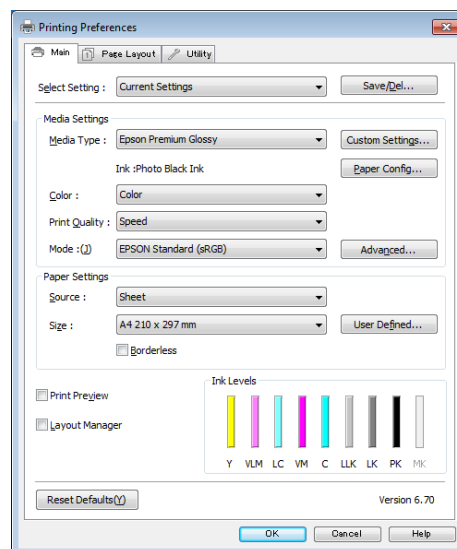 Printing Preferences
Main Page Layout Utility
Select Setting : Current Settings Save/Del...
Media Settings
Media Type : Epson Premium Glossy Custom Settings...
Ink :Photo Black Ink Paper Config...
Color : Color
Print Quality : Speed
Mode :(J) EPSON Standard (sRGB) Advanced...
Paper Settings
Source : Sheet
Size : A4 210 x 297 mm User Defined...
Borderless
Ink Levels
Print Preview
Layout Manager
Y VLM LC VM C LLK LK PK MK
Reset Defaults(Y) Version 6.70
OK Cancel Help